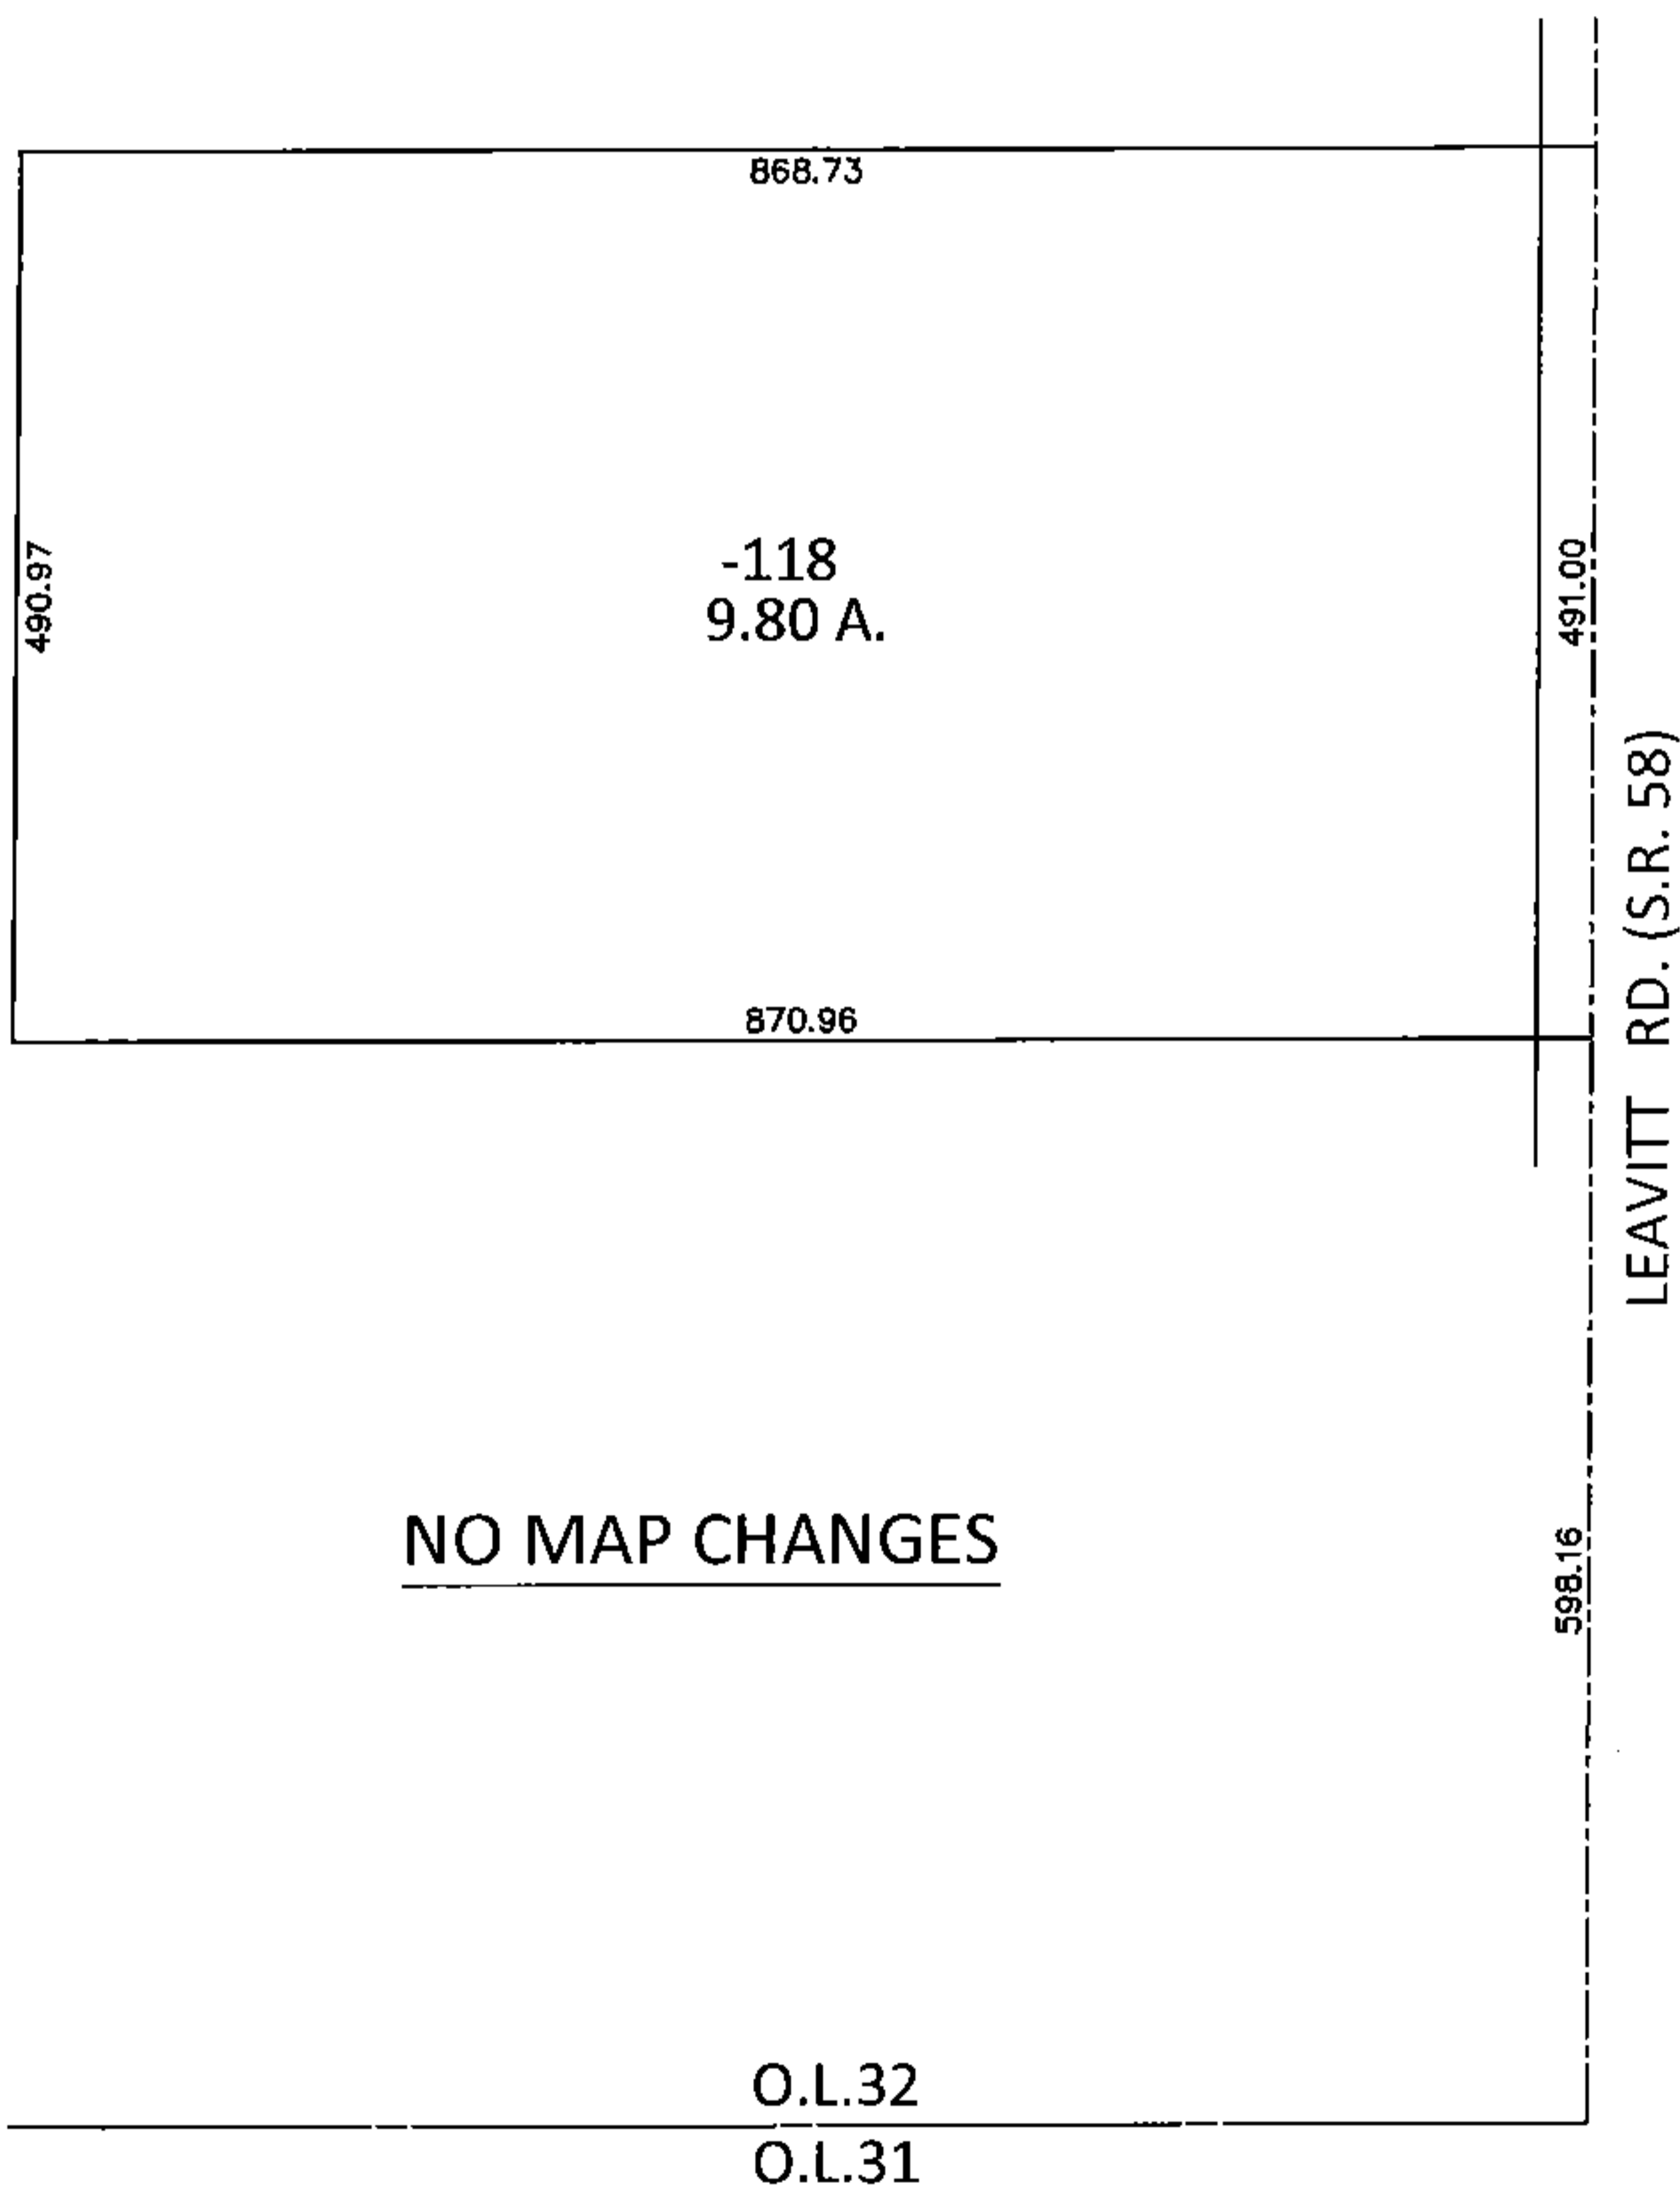 868.73
490.97
-118
9.80 A.
491.00
870.96
LEAVITT RD. (S.R. 58)
NO MAP CHANGES
598.16
O.L.32
O.L.31